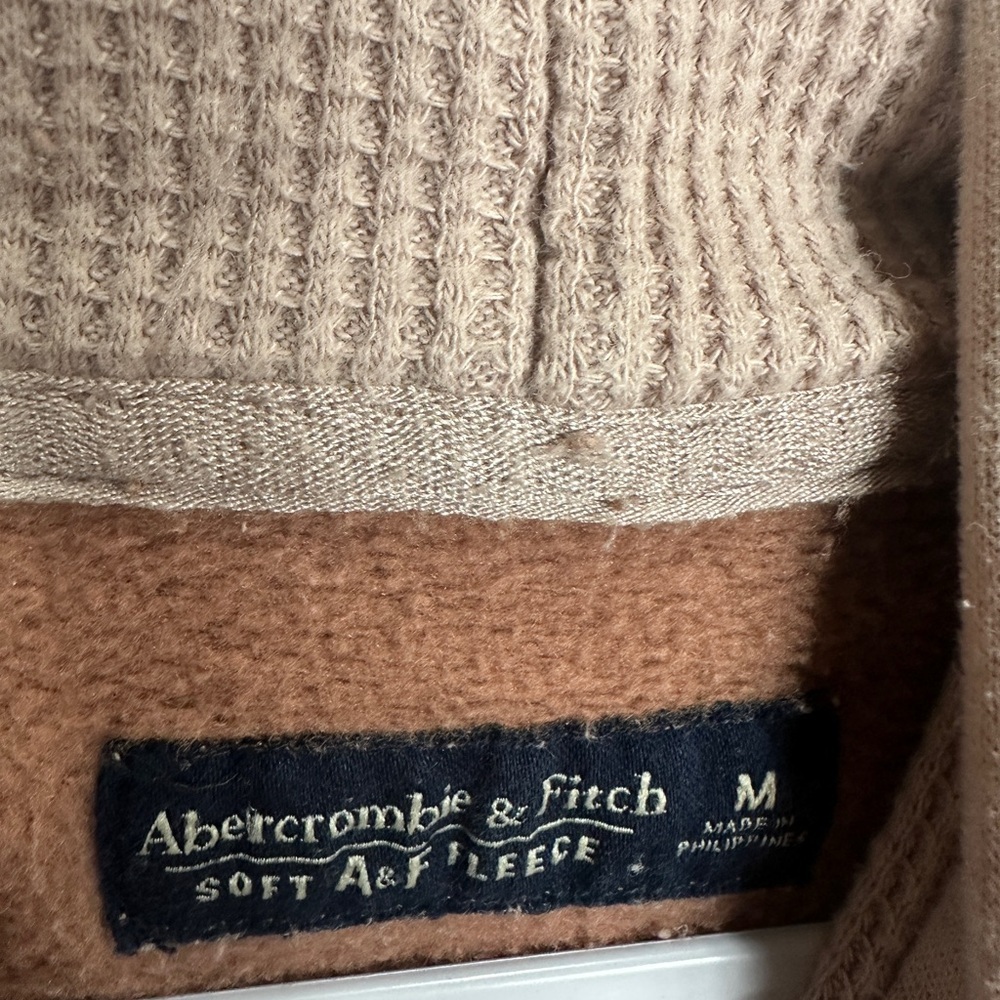 Abercrombie & Fitch
SOFT A&F FLEECE
M
MADE IN
PHILIPPINES